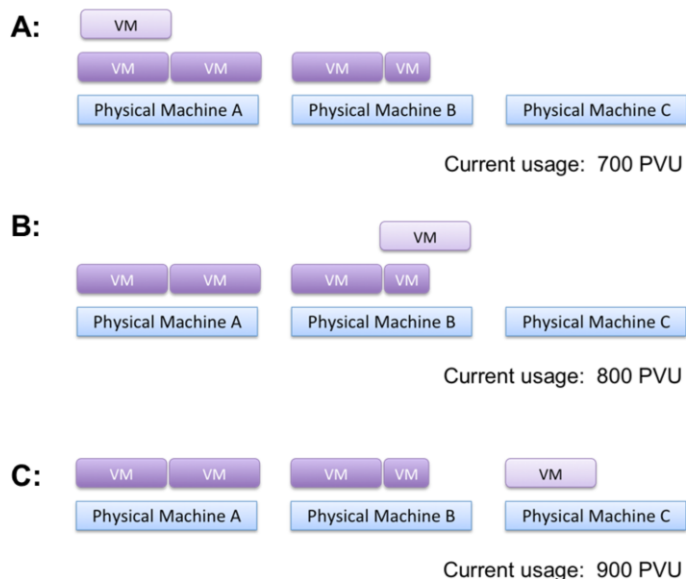 A:
VM
VM VM VM VM
Physical Machine A Physical Machine B Physical Machine C
Current usage: 700 PVU
B:
VM
VM VM VM VM
Physical Machine A Physical Machine B Physical Machine C
Current usage: 800 PVU
C:
VM VM VM VM VM
Physical Machine A Physical Machine B Physical Machine C
Current usage: 900 PVU